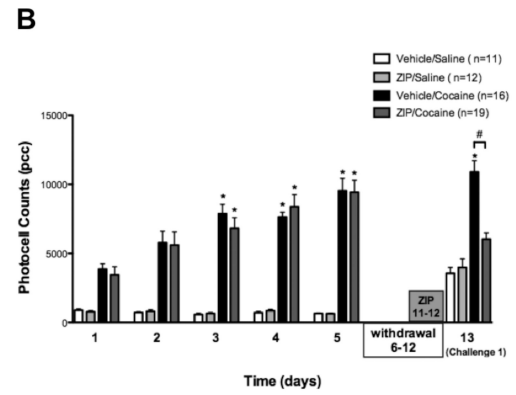 B
Vehicle/Saline ( n=11)
ZIP/Saline ( n=12)
Vehicle/Cocaine (n=16)
ZIP/Cocaine (n=19)
Photocell Counts (pcc)
15000
10000
5000
0
* * * * * * * #
ZIP
11-12
1 2 3 4 5 withdrawal 13
6-12 (Challenge 1)
Time (days)